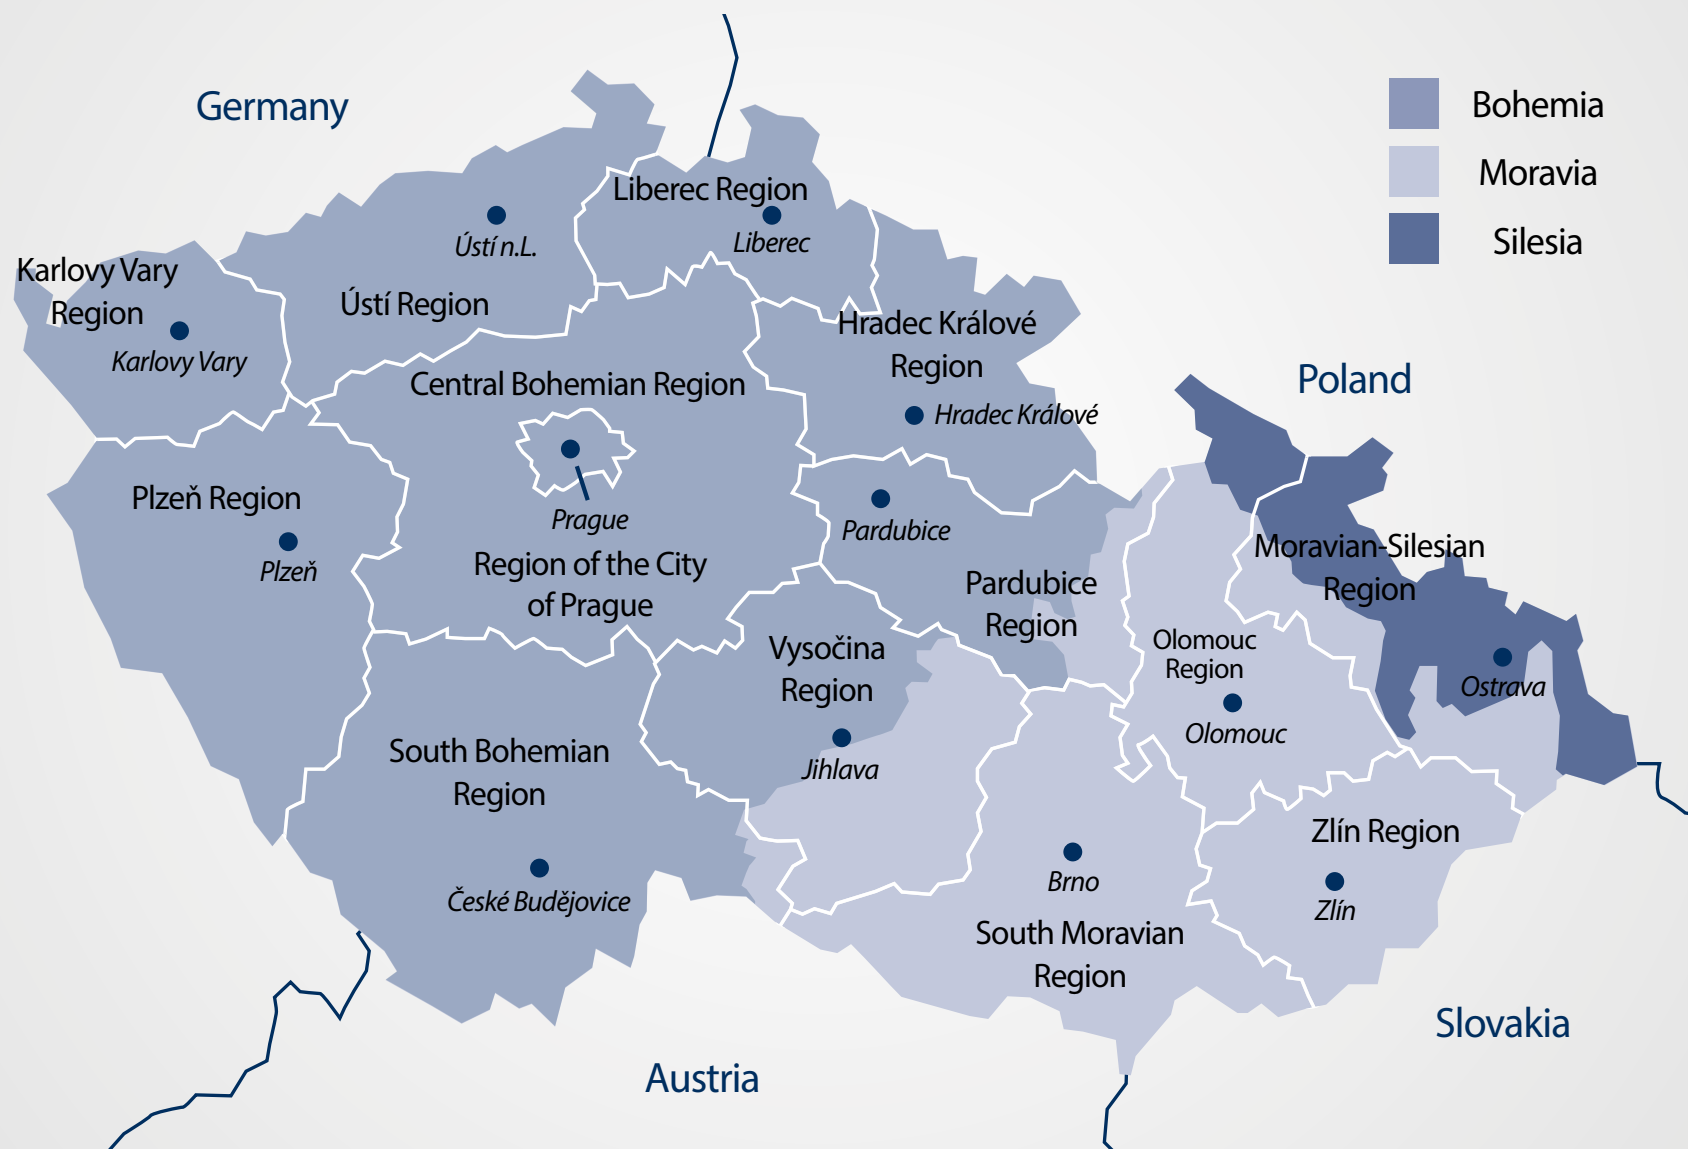 Germany
Bohemia
Moravia
Silesia
Liberec Region
Liberec
Ústí n.L.
Ústí Region
Karlovy Vary
Region
Karlovy Vary
Hradec Králové
Region
Hradec Králové
Poland
Central Bohemian Region
Prague
Region of the City
of Prague
Plzeň Region
Plzeň
Pardubice
Pardubice
Region
Moravian-Silesian
Region
Ostrava
Olomouc
Region
Olomouc
Vysočina
Region
Jihlava
South Bohemian
Region
České Budějovice
Brno
South Moravian
Region
Zlín Region
Zlín
Slovakia
Austria